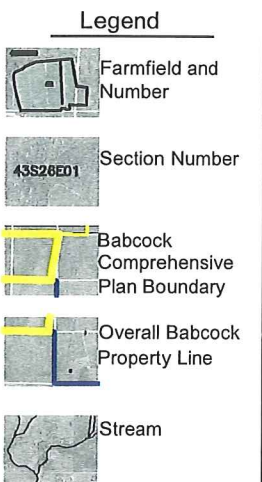 Legend
Farmfield and
Number
43S26E01
Section Number
Babcock
Comprehensive
Plan Boundary
Overall Babcock
Property Line
Stream